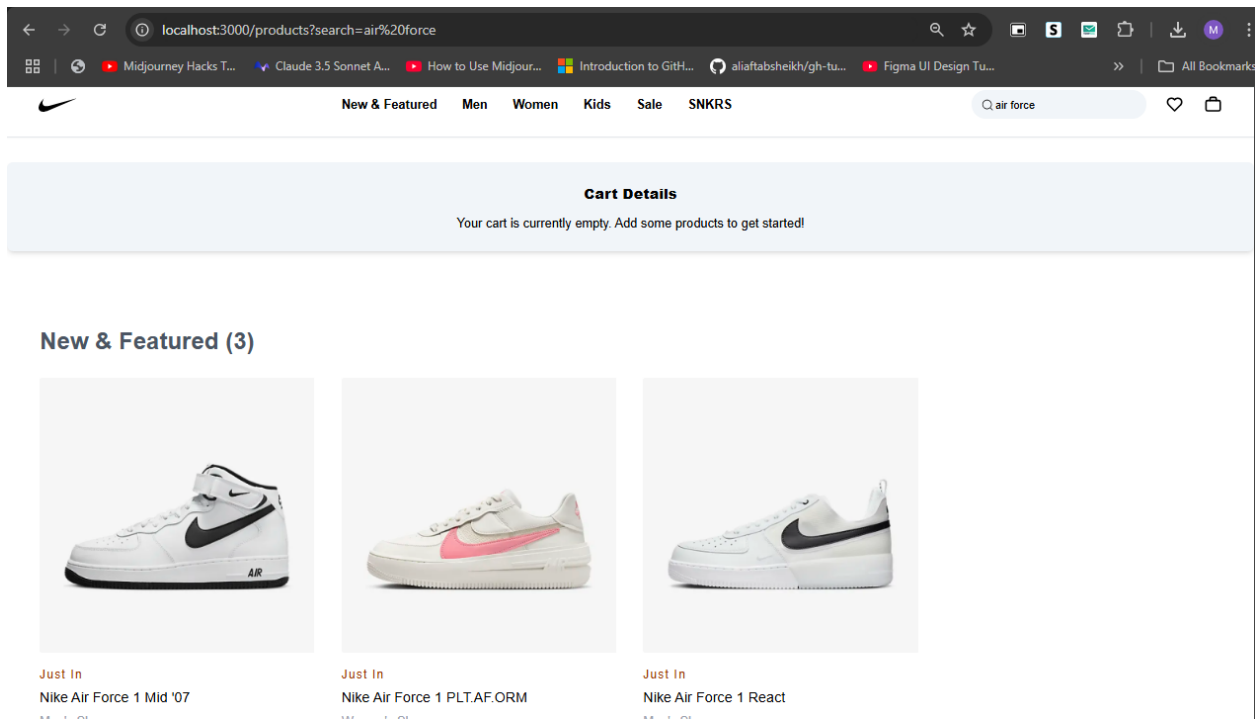 localhost:3000/products?search=air%20force
S
M
Midjourney Hacks T...
Claude 3.5 Sonnet A...
How to Use Midjour...
Introduction to GitH...
aliaftabsheikh/gh-tu...
Figma UI Design Tu...
All Bookmarks
New & Featured Men Women Kids Sale SNKRS
air force
Cart Details
Your cart is currently empty. Add some products to get started!
New & Featured (3)
AIR
Just In
Nike Air Force 1 Mid '07
Just In
Nike Air Force 1 PLT.AF.ORM
Just In
Nike Air Force 1 React